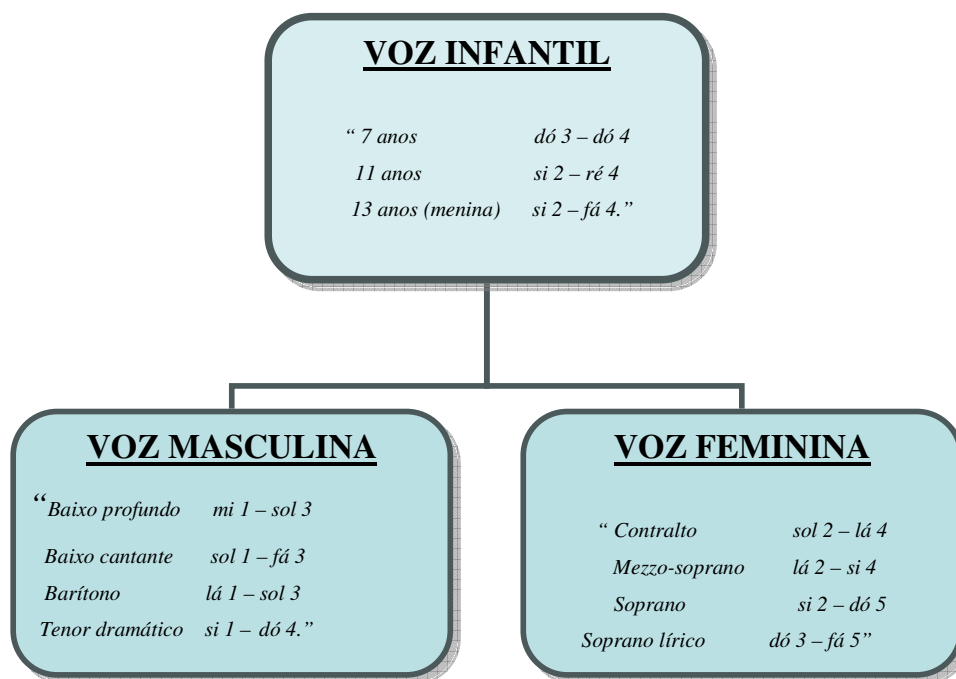 VOZ INFANTIL
“ 7 anos dó 3 – dó 4
11 anos si 2 – ré 4
13 anos (menina) si 2 – fá 4.”
VOZ MASCULINA
“Baixo profundo mi 1 – sol 3
Baixo cantante sol 1 – fá 3
Barítono lá 1 – sol 3
Tenor dramático si 1 – dó 4.”
VOZ FEMININA
“ Contralto sol 2 – lá 4
Mezzo-soprano lá 2 – si 4
Soprano si 2 – dó 5
Soprano lírico dó 3 – fá 5”